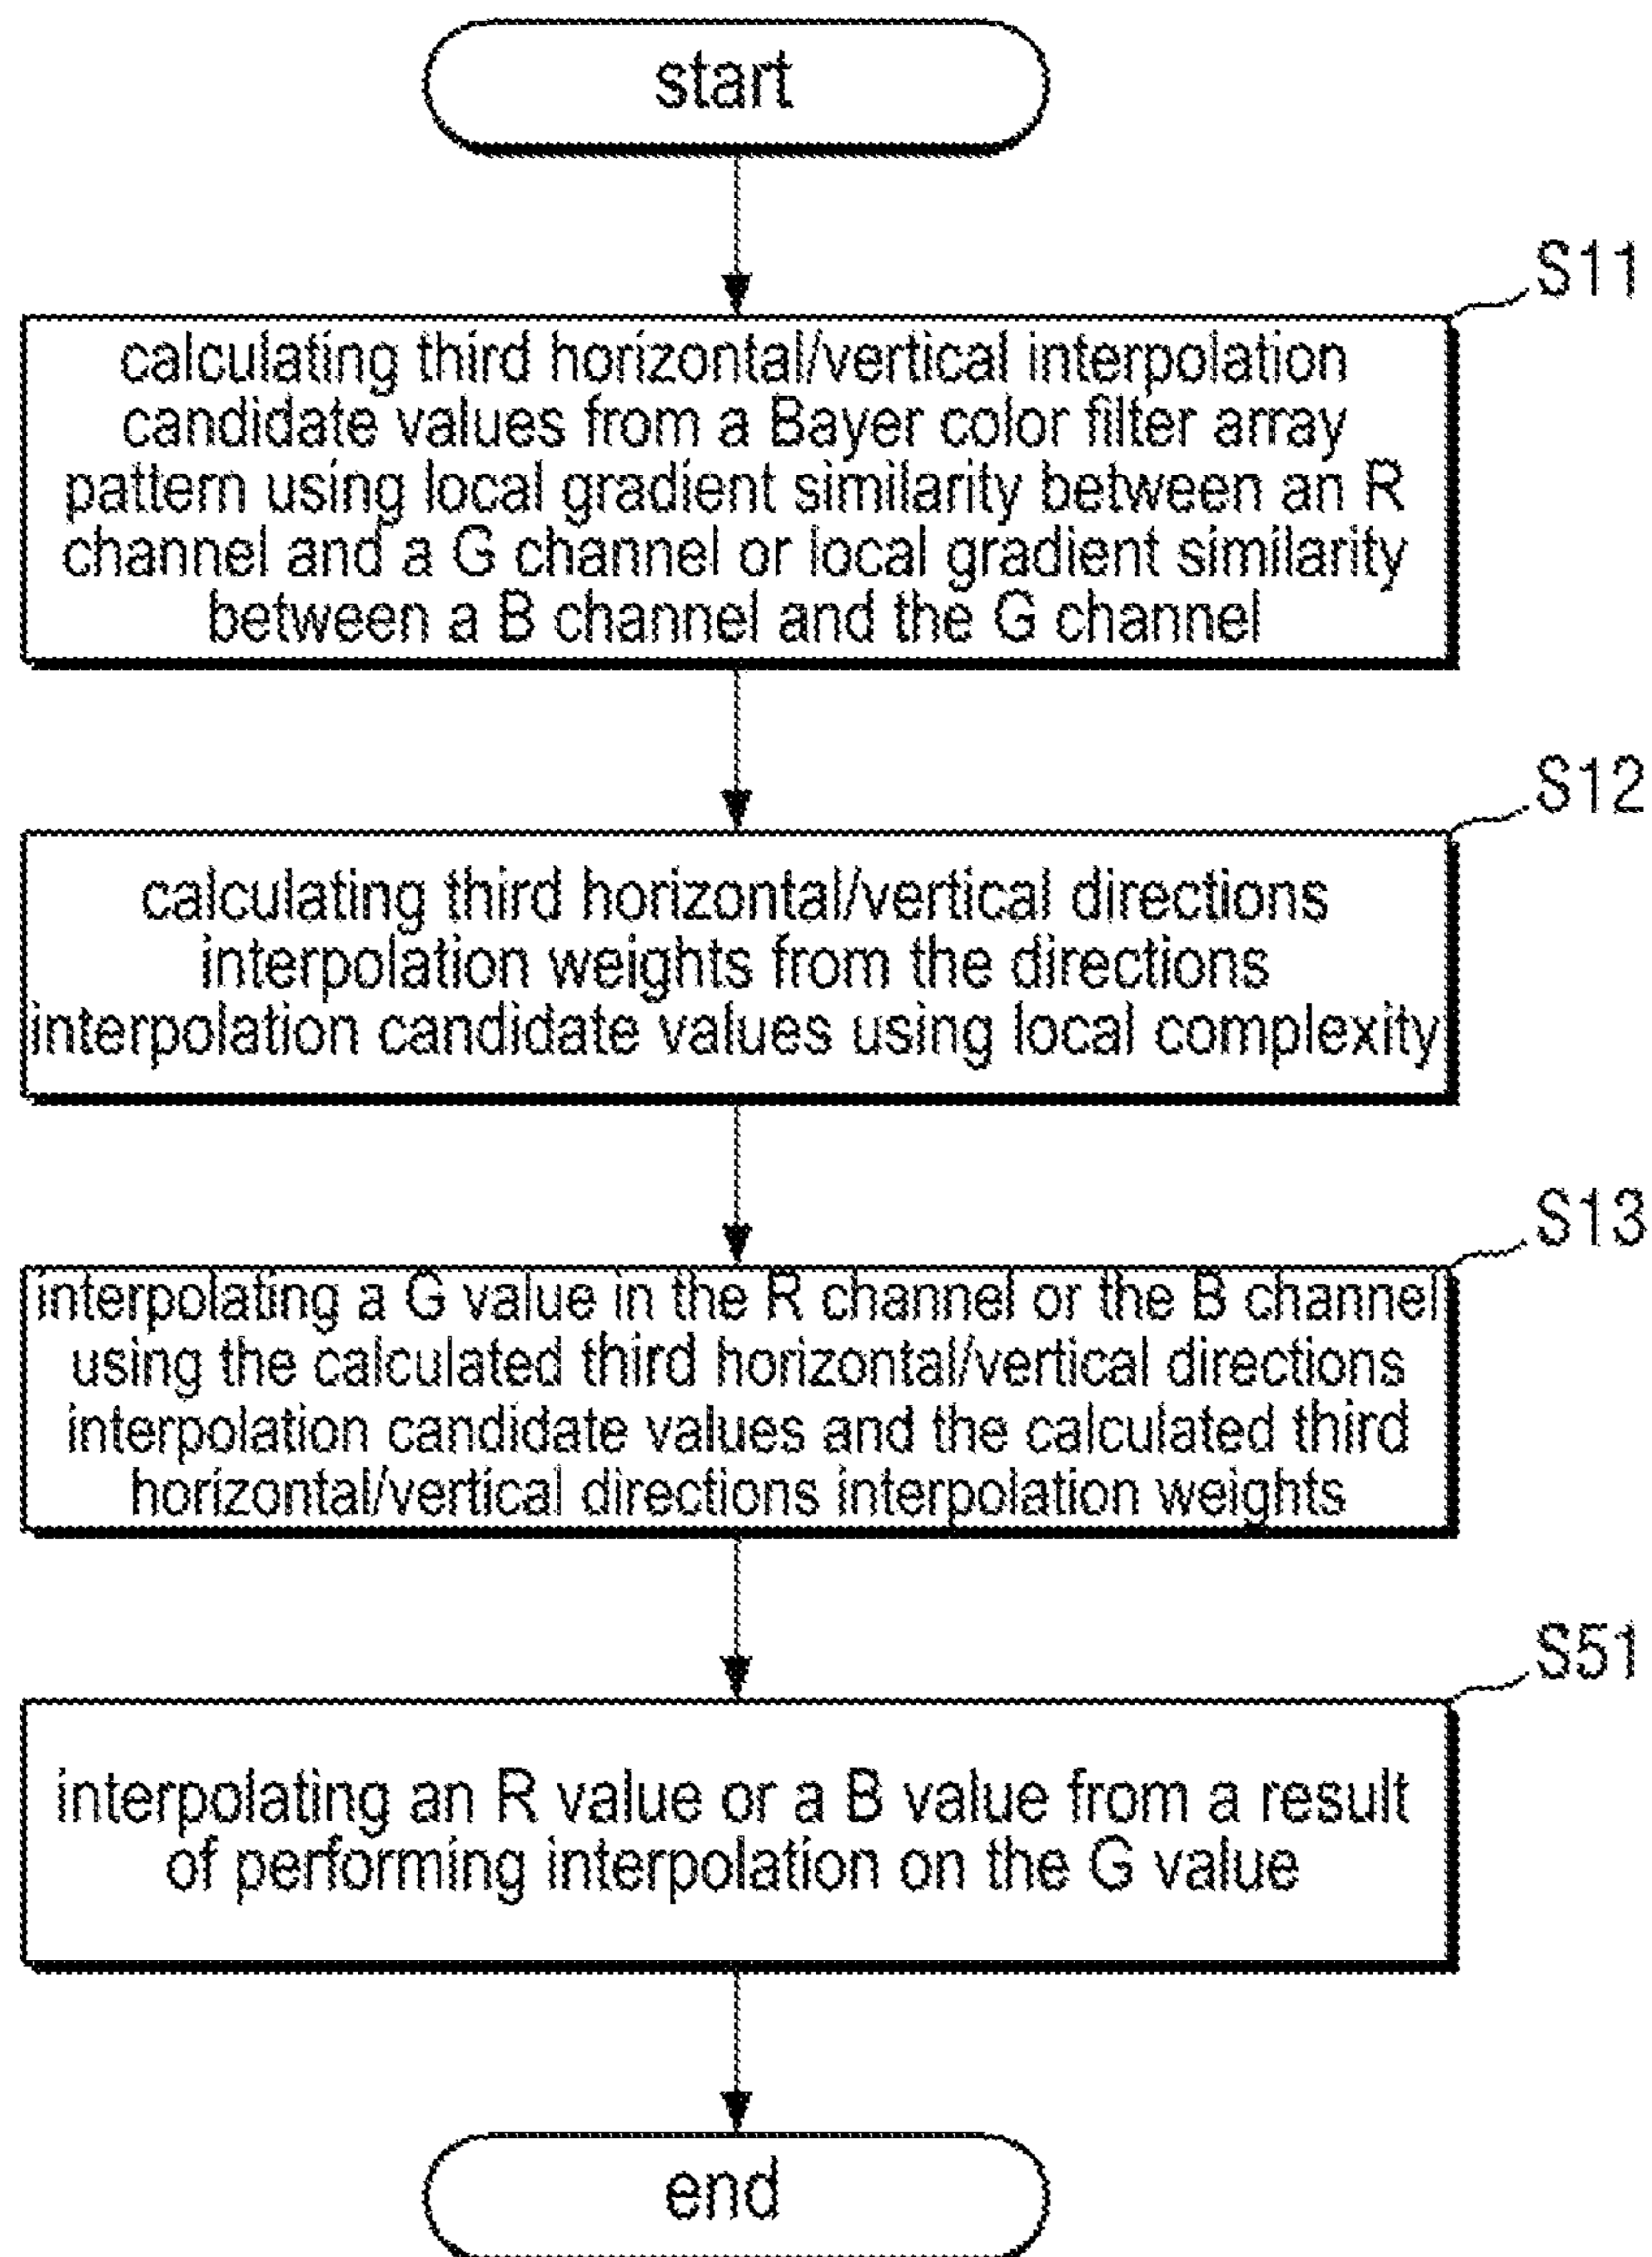 start
S11
calculating third horizontal/vertical interpolation
candidate values from a Bayer color filter array
pattern using local gradient similarity between an R
channel and a G channel or local gradient similarity
between a B channel and the G channel
S12
calculating third horizontal/vertical directions
interpolation weights from the directions
interpolation candidate values using local complexity
S13
interpolating a G value in the R channel or the B channel
using the calculated third horizontal/vertical directions
interpolation candidate values and the calculated third
horizontal/vertical directions interpolation weights
S51
interpolating an R value or a B value from a result
of performing interpolation on the G value
end